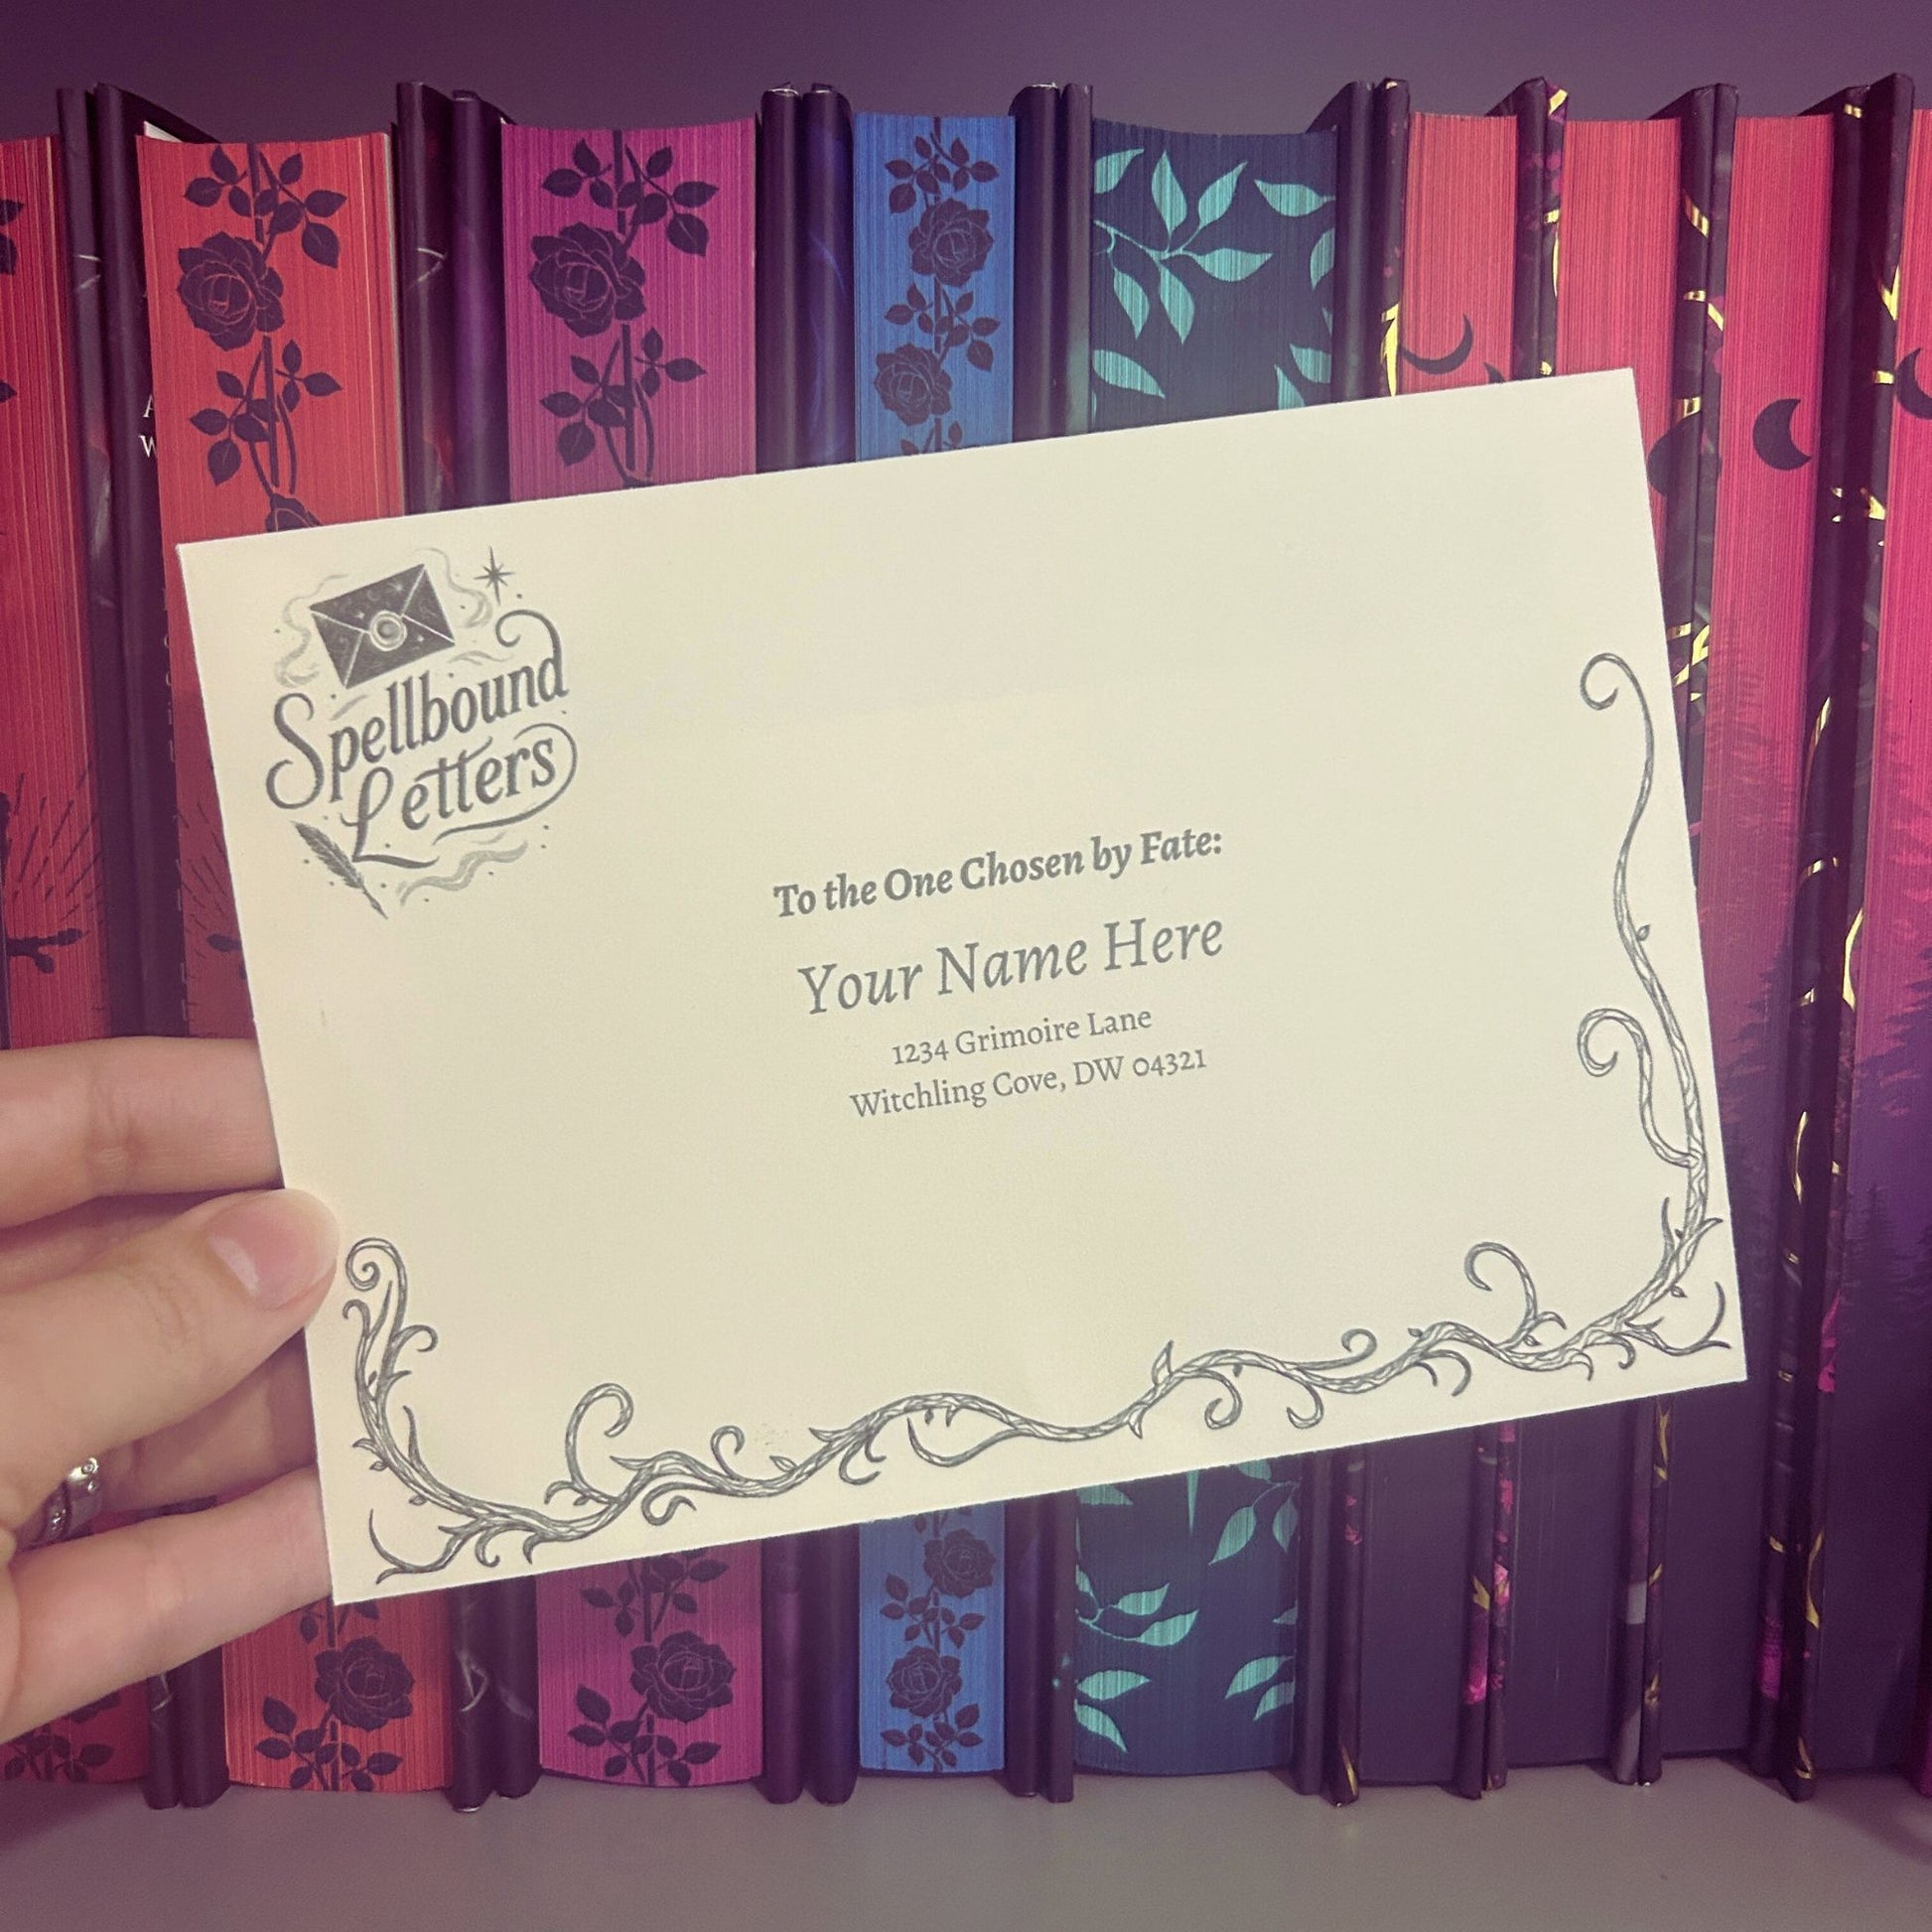 Spellbound
Letters
To the One Chosen by Fate:
Your Name Here
1234 Grimoire Lane
Witchling Cove, DW 04321